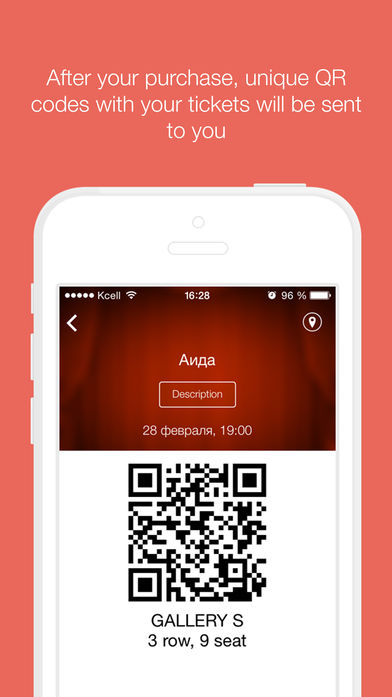 After your purchase, unique QR
codes with your tickets will be sent
to you
Kcell 16:28 96 %
Аида
Description
28 февраля, 19:00
GALLERY S
3 row, 9 seat